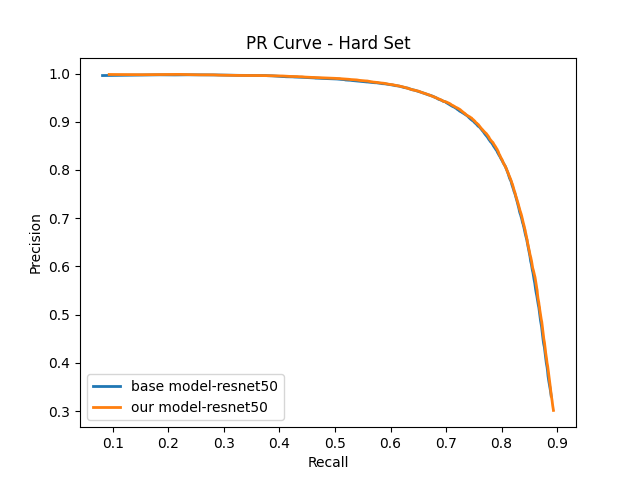 PR Curve - Hard Set
Precision
1.0
0.9
0.8
0.7
0.6
0.5
0.4
0.3
base model-resnet50
our model-resnet50
0.1 0.2 0.3 0.4 0.5 0.6 0.7 0.8 0.9
Recall